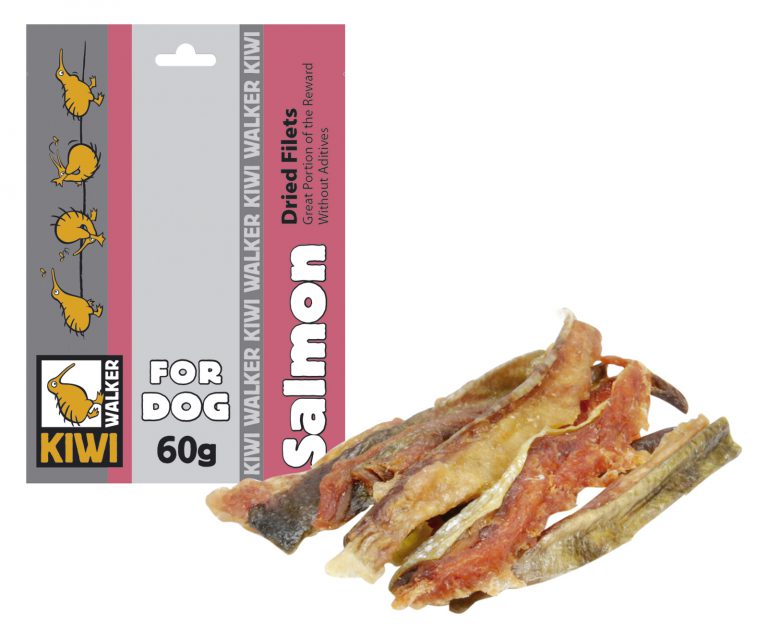 KIWI WALKER KIWI WALKER KIWI WALKER KIWI
Salmon
Dried Filets
Great Portion of the Reward
Without Aditives
KIWI
WALKER
FOR
DOG
60g